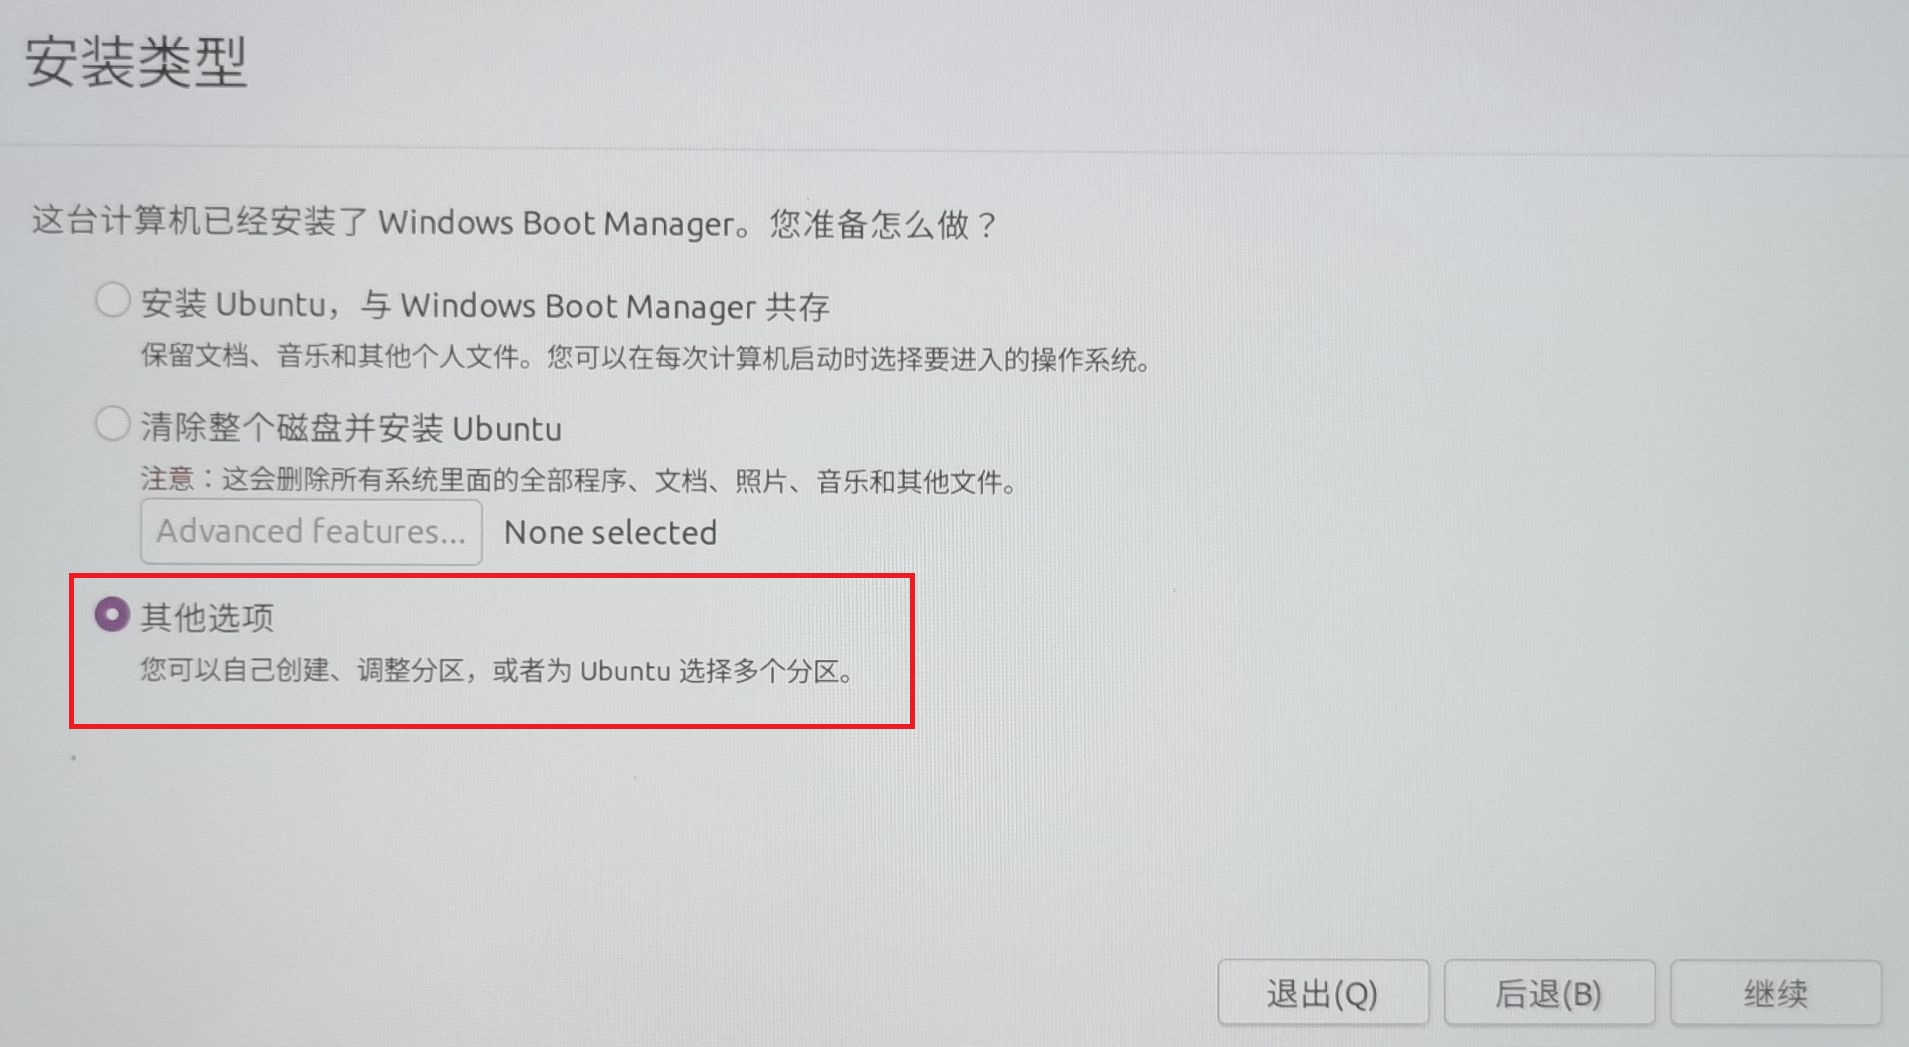 安装类型
这台计算机已经安装了 Windows Boot Manager。您准备怎么做？
安装 Ubuntu，与 Windows Boot Manager 共存
保留文档、音乐和其他个人文件。您可以在每次计算机启动时选择要进入的操作系统。
清除整个磁盘并安装 Ubuntu
注意：这会删除所有系统里面的全部程序、文档、照片、音乐和其他文件。
Advanced features... None selected
其他选项
您可以自己创建、调整分区，或者为 Ubuntu 选择多个分区。
退出(Q) 后退(B) 继续